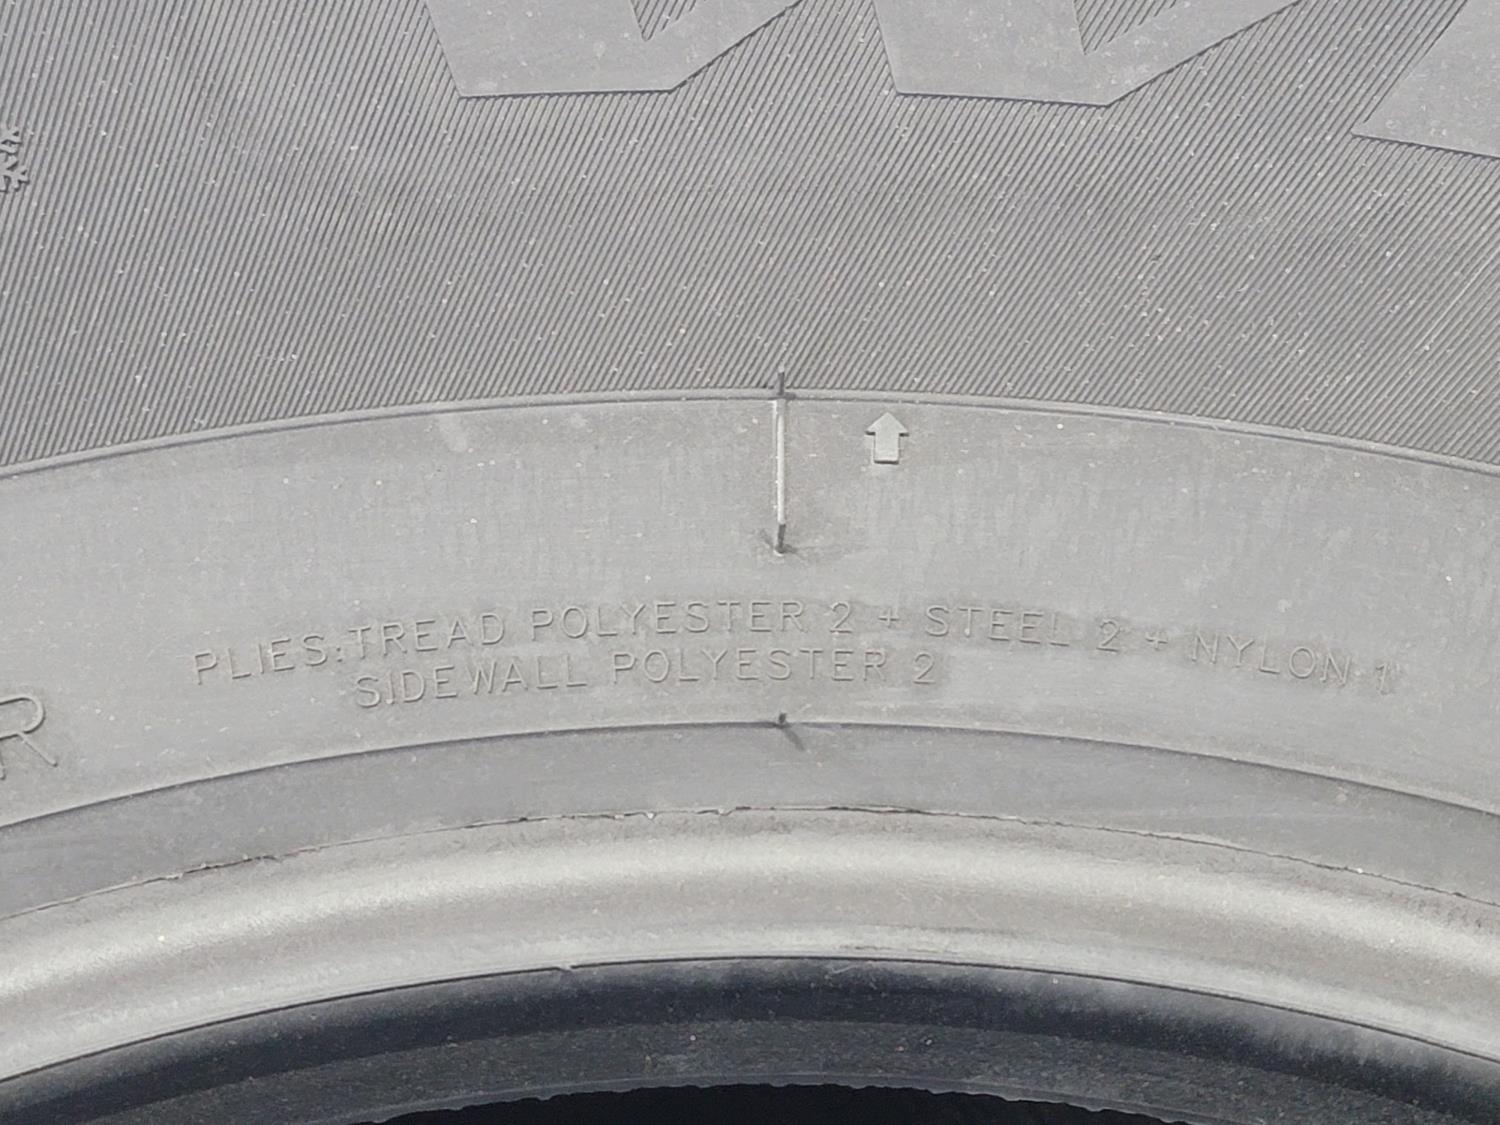 PLIES:TREAD POLYESTER 2 + STEEL 2 + NYLON 1
SIDEWALL POLYESTER 2
R